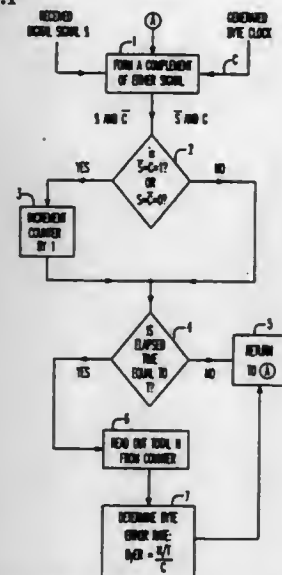 .1
RECEIVED
DIGITAL SIGNAL S
A
GENERATED
BYTE CLOCK
1
FORM A COMPLEMENT
OF EITHER SIGNAL
C
S AND C̅
S̅ AND C
2
IS
S̅=C=1?
OR
S=C̅=0?
YES
NO
3
INCREMENT
COUNTER
BY 1
4
IS
ELAPSED
TIME
EQUAL TO
T?
YES
NO
5
RETURN
TO A
6
READ OUT TOTAL N
FROM COUNTER
7
DETERMINE BYTE
ERROR RATE:
ByER = N/T
C